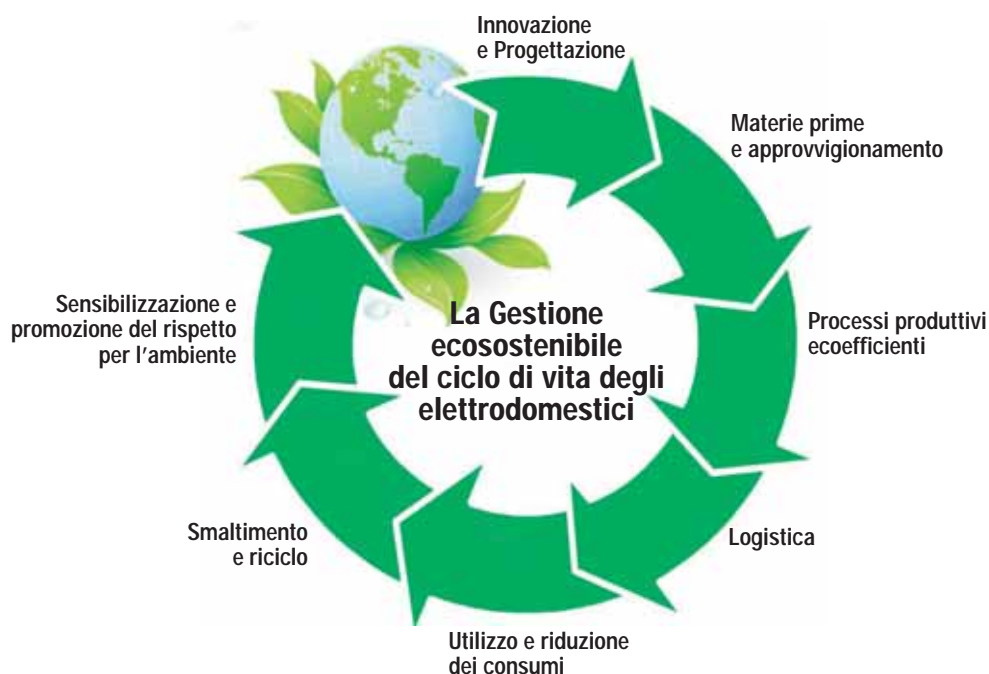 Innovazione
e Progettazione
Materie prime
e approvvigionamento
Processi produttivi
ecoefficienti
Logistica
Utilizzo e riduzione
dei consumi
Smaltimento
e riciclo
Sensibilizzazione e
promozione del rispetto
per l'ambiente
La Gestione
ecosostenibile
del ciclo di vita degli
elettrodomestici